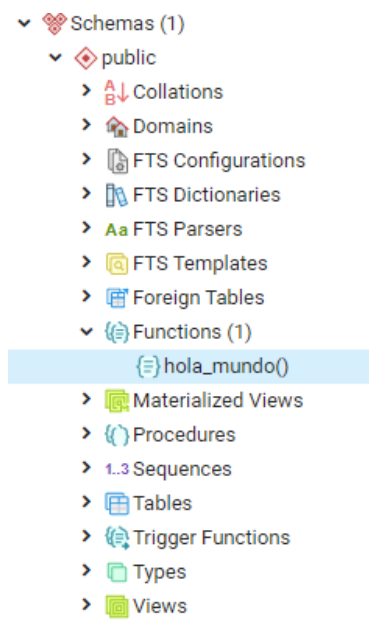 Schemas (1)
public
Collations
Domains
FTS Configurations
FTS Dictionaries
Aa FTS Parsers
FTS Templates
Foreign Tables
Functions (1)
hola_mundo()
Materialized Views
Procedures
1..3 Sequences
Tables
Trigger Functions
Types
Views